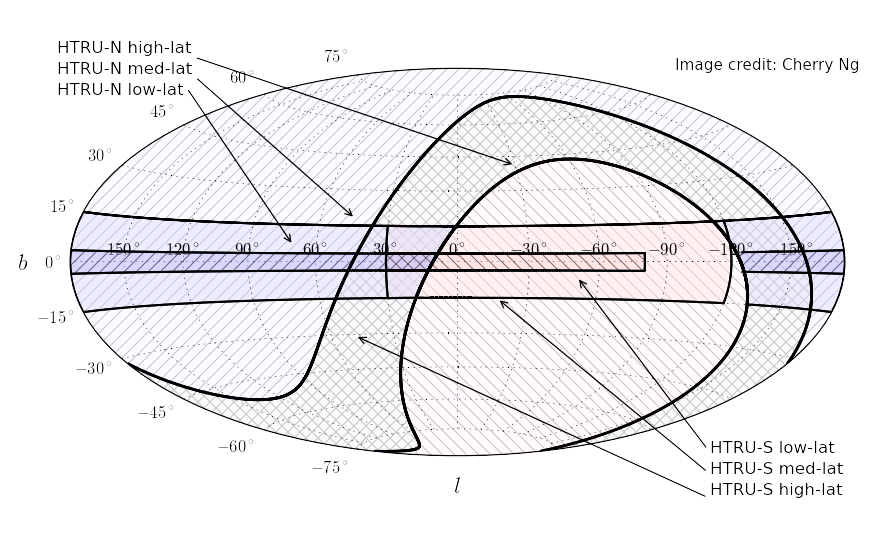 HTRU-N high-lat
HTRU-N med-lat
HTRU-N low-lat
Image credit: Cherry Ng
75°
60°
45°
30°
15°
b 0°
−15°
−30°
−45°
−60°
−75°
150° 120° 90° 60° 30° 0° −30° −60° −90° −120° −150°
l
HTRU-S low-lat
HTRU-S med-lat
HTRU-S high-lat